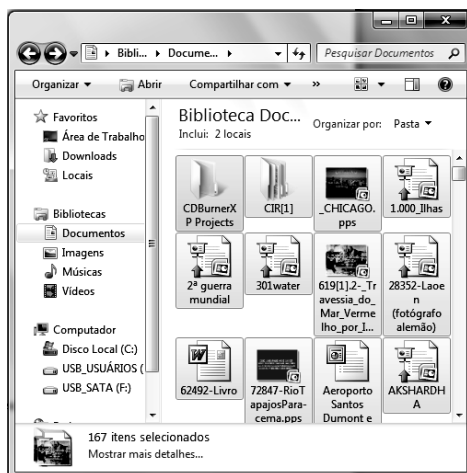 Bibli... Docume...
Pesquisar Documentos
Organizar Abrir Compartilhar com »
Favoritos
Área de Trabalho
Downloads
Locais
Bibliotecas
Documentos
Imagens
Músicas
Vídeos
Computador
Disco Local (C:)
USB_USUÁRIOS (
USB_SATA (F:)
Biblioteca Doc...
Inclui: 2 locais
Organizar por: Pasta
CDBurnerX
P Projects
CIR[1]
_CHICAGO.
pps
1.000_Ilhas
2ª guerra
mundial
301water
619[1].2-_Tr
avessia_do_
Mar_Verme
lho_por_I...
28352-Laoe
n
(fotógrafo
alemão)
62492-Livro
72847-RioT
apajosPara-
cema.pps
Aeroporto
Santos
Dumont e
AKSHARDH
A
167 itens selecionados
Mostrar mais detalhes...